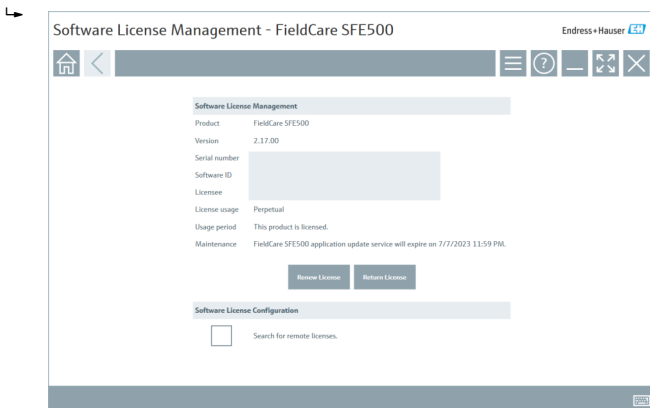 Software License Management - FieldCare SFE500
Endress+Hauser EH
Software License Management
Product FieldCare SFE500
Version 2.17.00
Serial number
Software ID
Licensee
License usage Perpetual
Usage period This product is licensed.
Maintenance FieldCare SFE500 application update service will expire on 7/7/2023 11:59 PM.
Renew License Return License
Software License Configuration
Search for remote licenses.